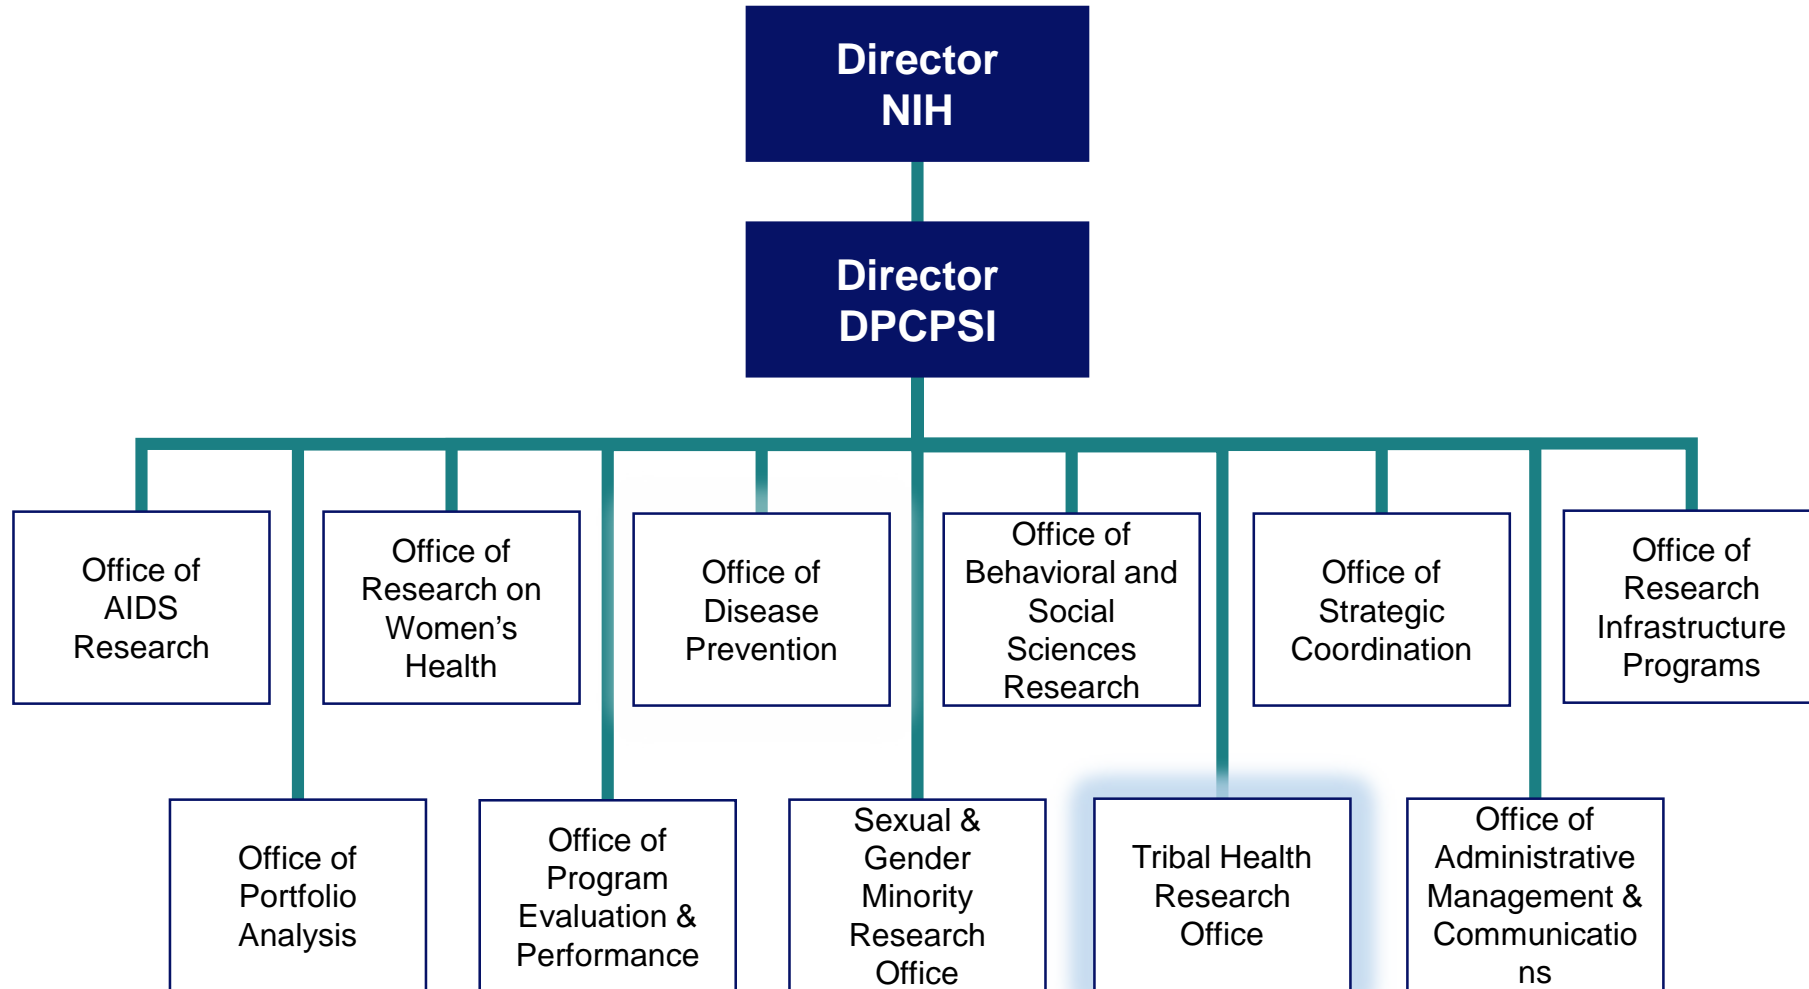 Director
NIH
Director
DPCPSI
Office of
AIDS
Research
Office of
Research on
Women’s
Health
Office of
Disease
Prevention
Office of
Behavioral and
Social
Sciences
Research
Office of
Strategic
Coordination
Office of
Research
Infrastructure
Programs
Office of
Portfolio
Analysis
Office of
Program
Evaluation &
Performance
Sexual &
Gender
Minority
Research
Office
Tribal Health
Research
Office
Office of
Administrative
Management &
Communicatio
ns